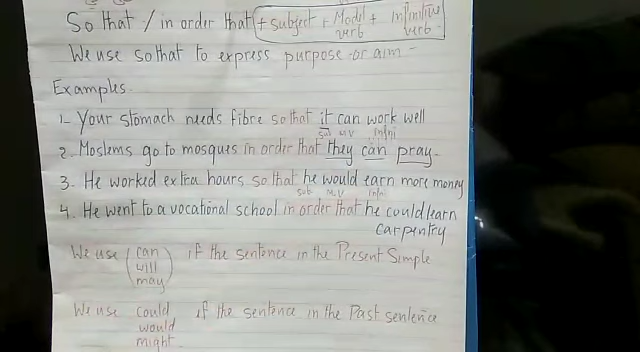 So that / in order that + subject + Model verb + infinitive verb
We use so that to express purpose or aim -
Examples.
1- Your stomach needs fibre so that it can work well
sub M.V infini
2. Moslems go to mosques in order that they can pray.
3. He worked extra hours so that he would earn more money
sub M.V infin
4. He went to a vocational school in order that he could learn
carpentry
We use (can will may) if the sentence in the Present Simple
We use could would might if the sentence in the Past sentence